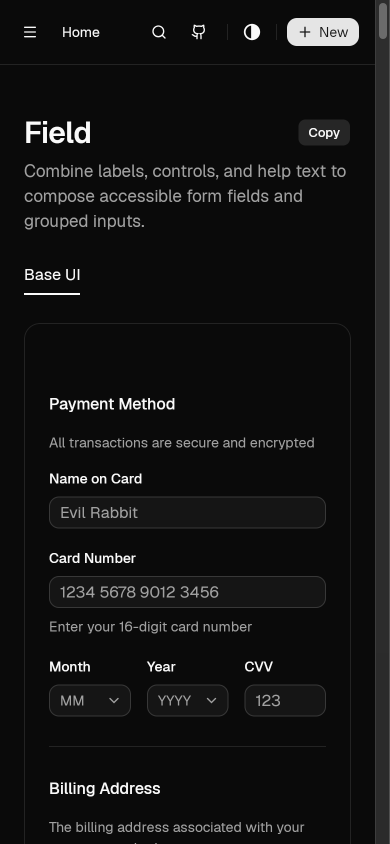 Home
New
Field
Copy
Combine labels, controls, and help text to
compose accessible form fields and
grouped inputs.
Base UI
Payment Method
All transactions are secure and encrypted
Name on Card
Evil Rabbit
Card Number
1234 5678 9012 3456
Enter your 16-digit card number
Month Year CVV
MM YYYY 123
Billing Address
The billing address associated with your